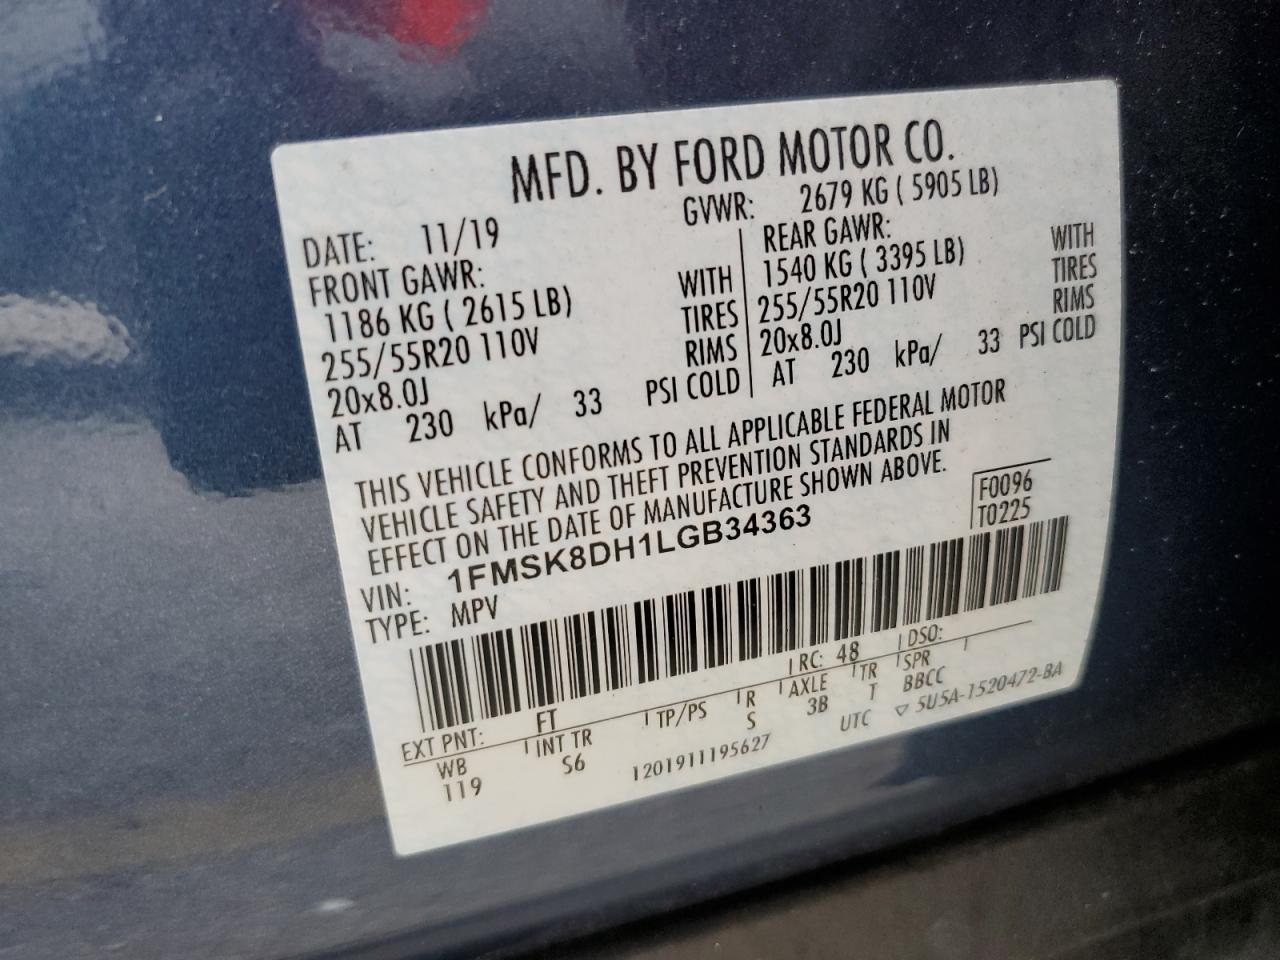 MFD. BY FORD MOTOR CO.
DATE: 11/19 GVWR: 2679 KG ( 5905 LB)
FRONT GAWR: REAR GAWR:
1186 KG ( 2615 LB) WITH 1540 KG ( 3395 LB) WITH
255/55R20 110V TIRES 255/55R20 110V TIRES
20x8.0J RIMS 20x8.0J RIMS
AT 230 kPa/ 33 PSI COLD AT 230 kPa/ 33 PSI COLD
THIS VEHICLE CONFORMS TO ALL APPLICABLE FEDERAL MOTOR
VEHICLE SAFETY AND THEFT PREVENTION STANDARDS IN
EFFECT ON THE DATE OF MANUFACTURE SHOWN ABOVE.
F0096
T0225
VIN: 1FMSK8DH1LGB34363
TYPE: MPV
EXT PNT: FT RC: 48 DSO:
WB INT TR TP/PS R AXLE TR SPR
119 S6 S 3B T BBCC
1201911195627 UTC ▽ 5U5A-1520472-BA